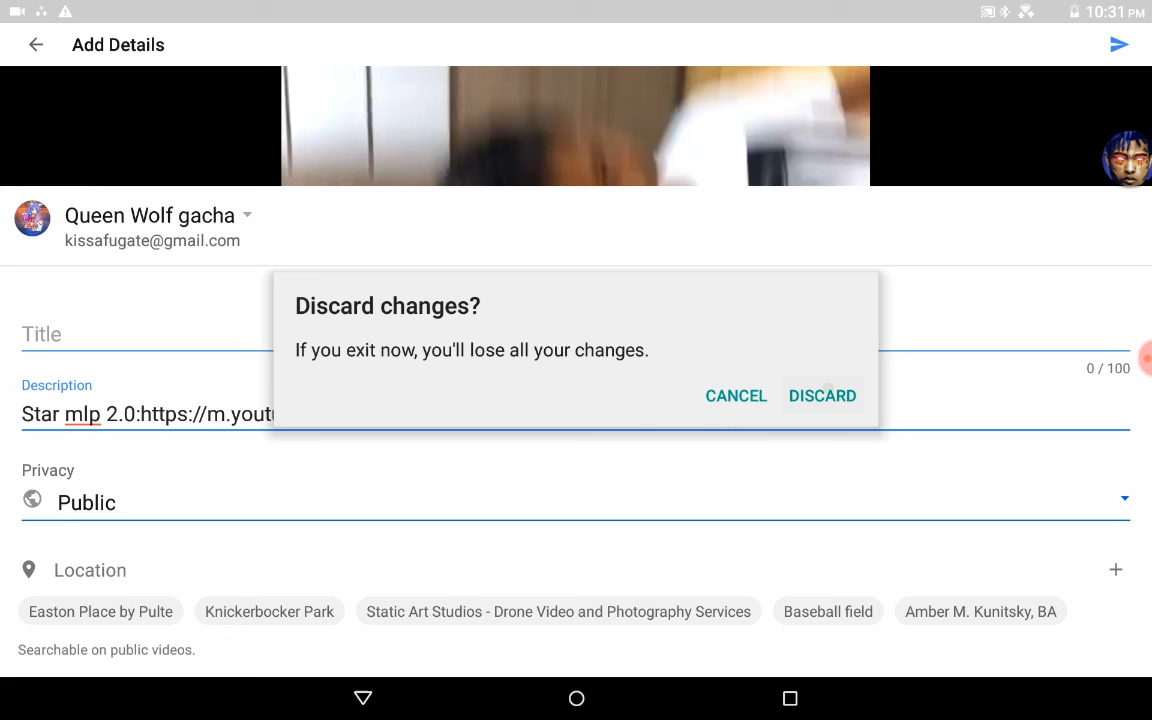 10:31 PM
Add Details
Queen Wolf gacha
kissafugate@gmail.com
Discard changes?
If you exit now, you'll lose all your changes.
CANCEL DISCARD
Title
0 / 100
Description
Star mlp 2.0:https://m.yout
Privacy
Public
Location
Easton Place by Pulte Knickerbocker Park Static Art Studios - Drone Video and Photography Services Baseball field Amber M. Kunitsky, BA
Searchable on public videos.